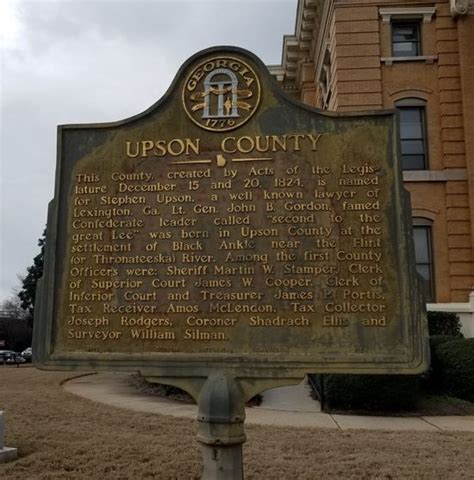 GEORGIA
1776
UPSON COUNTY
This County, created by Acts of the Legis-
lature December 15 and 20, 1824, is named
for Stephen Upson, a well known lawyer of
Lexington, Ga. Lt. Gen. John B. Gordon, famed
Confederate leader called "second to the
great Lee" was born in Upson County at the
settlement of Black Ankle near the Flint
(or Thronateeska) River. Among the first County
Officers were: Sheriff Martin W. Stamper, Clerk
of Superior Court James W. Cooper, Clerk of
Inferior Court and Treasurer James P. Portis,
Tax Receiver Amos McLendon, Tax Collector
Joseph Rodgers, Coroner Shadrach Ellis and
Surveyor William Silman.